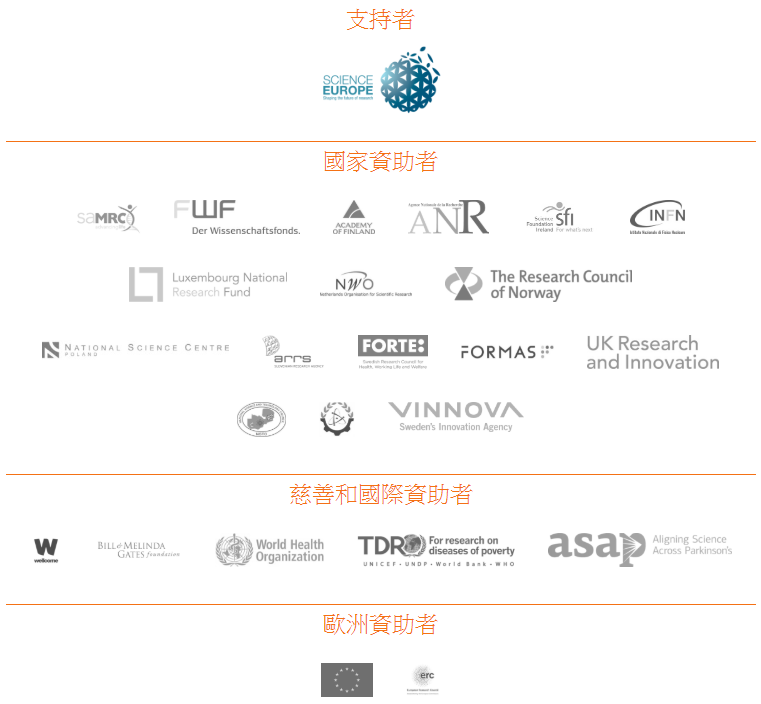 支持者
SCIENCE
EUROPE
Shaping the future of research
國家資助者
saMRC
FWF
Der Wissenschaftsfonds.
ACADEMY
OF FINLAND
Agence Nationale de la Recherche
ANR
Science
Foundation
Ireland
sfi
For what's next
INFN
Istituto Nazionale di Fisica Nucleare
Luxembourg National
Research Fund
NWO
Netherlands Organisation for Scientific Research
The Research Council
of Norway
NATIONAL SCIENCE CENTRE
POLAND
arrs
SLOVENIAN RESEARCH AGENCY
FORTE:
Swedish Research Council for
Health, Working Life and Welfare
FORMAS
UK Research
and Innovation
VINNOVA
Sweden's Innovation Agency
慈善和國際資助者
W
wellcome
BILL & MELINDA
GATES foundation
World Health
Organization
TDR
For research on
diseases of poverty
UNICEF • UNDP • World Bank • WHO
asap
Aligning Science
Across Parkinson's
歐洲資助者
erc
European Research Council